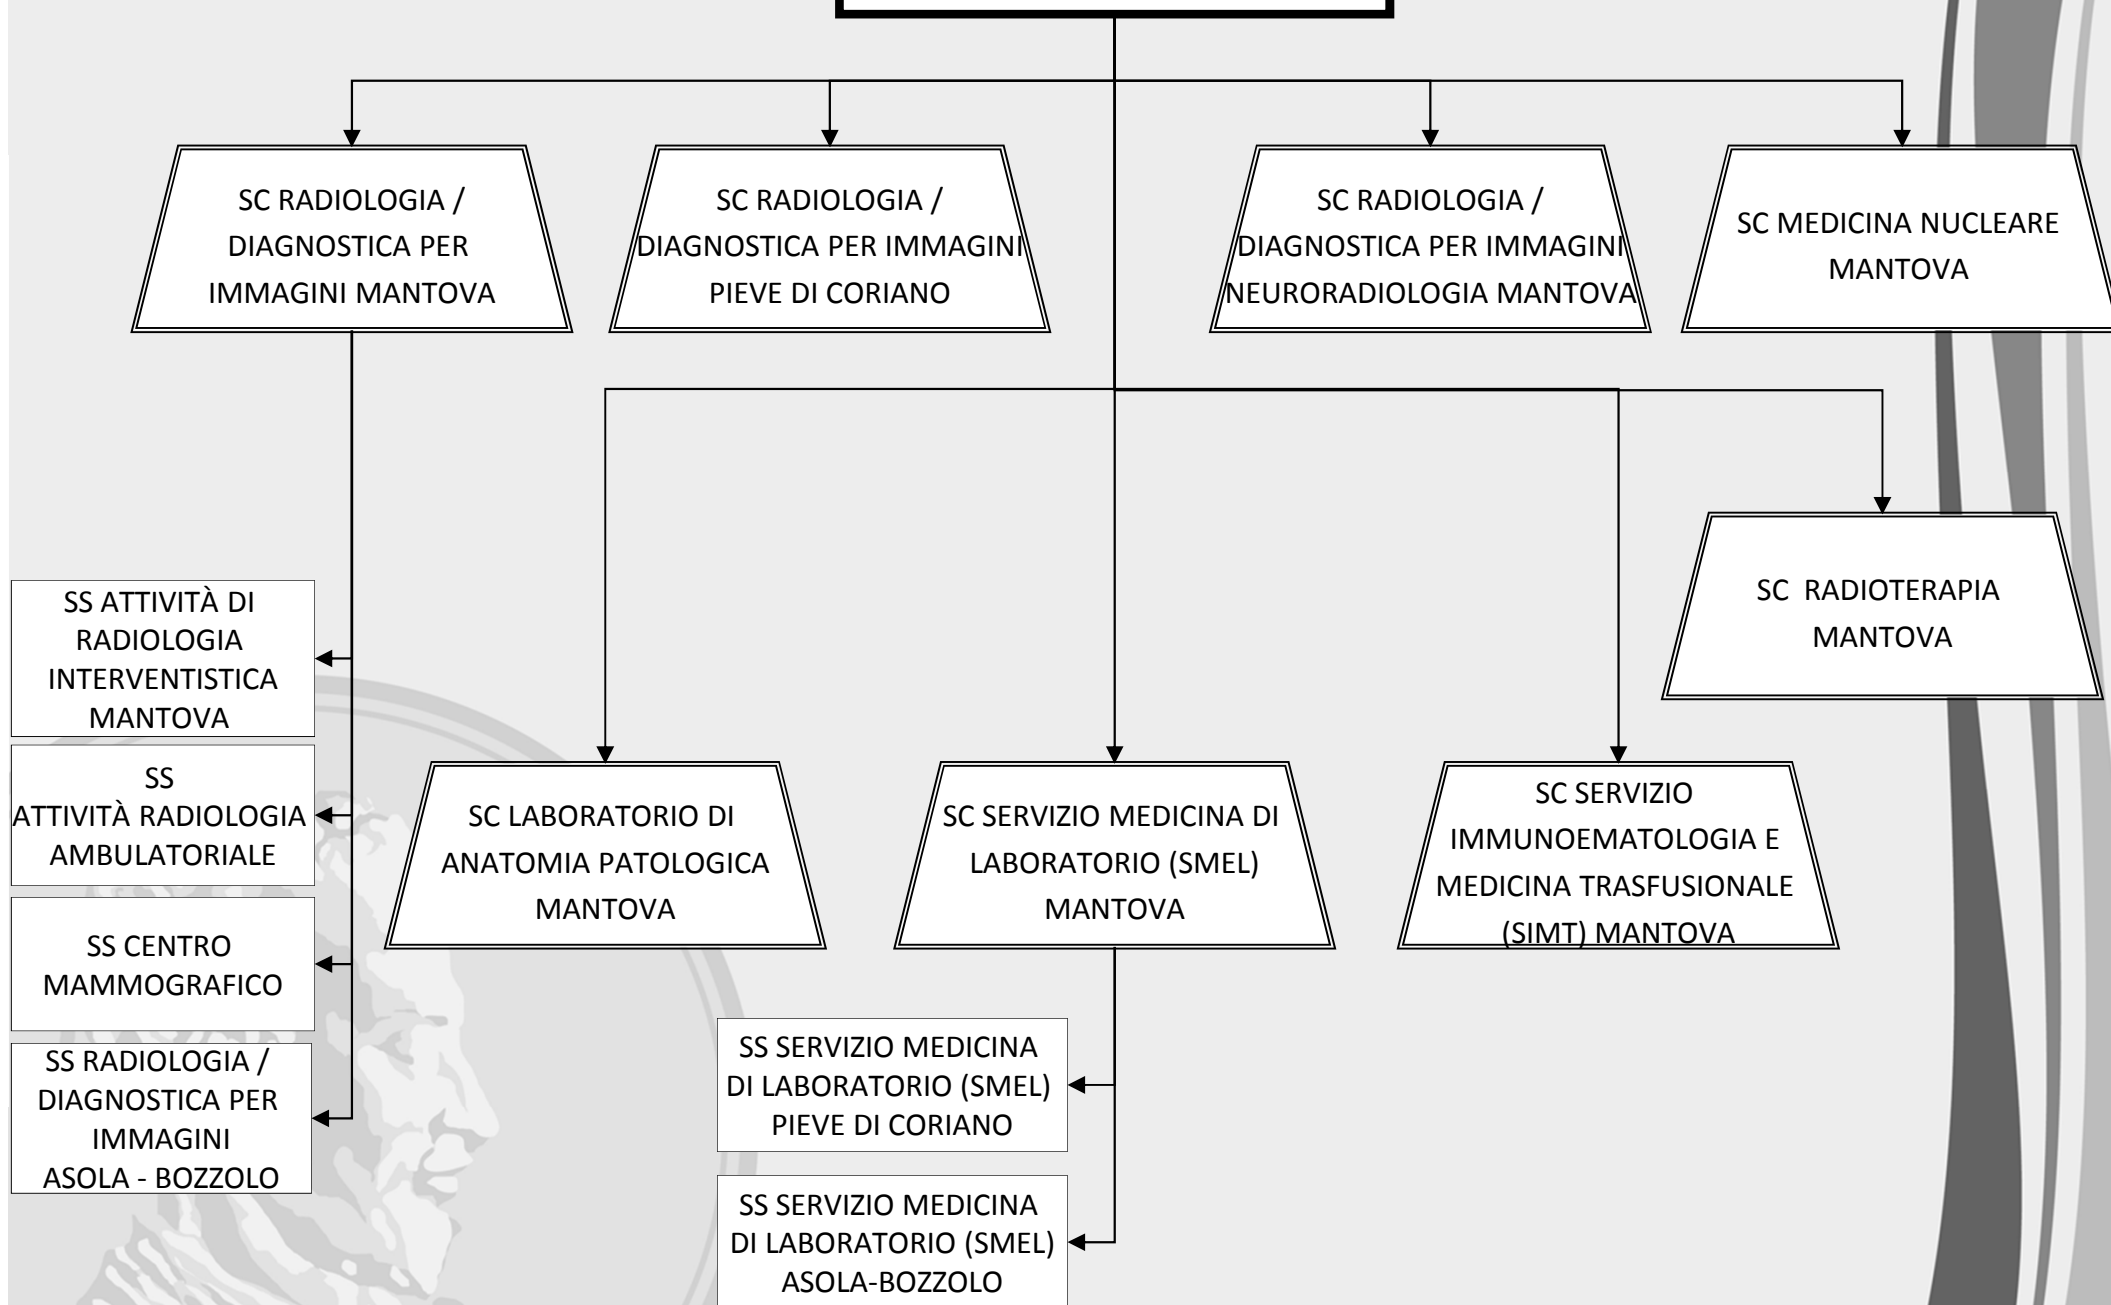 SC RADIOLOGIA /
DIAGNOSTICA PER
IMMAGINI MANTOVA
SC RADIOLOGIA /
DIAGNOSTICA PER IMMAGINI
PIEVE DI CORIANO
SC RADIOLOGIA /
DIAGNOSTICA PER IMMAGINI
NEURORADIOLOGIA MANTOVA
SC MEDICINA NUCLEARE
MANTOVA
SC RADIOTERAPIA
MANTOVA
SS ATTIVITÀ DI
RADIOLOGIA
INTERVENTISTICA
MANTOVA
SS
ATTIVITÀ RADIOLOGIA
AMBULATORIALE
SS CENTRO
MAMMOGRAFICO
SS RADIOLOGIA /
DIAGNOSTICA PER
IMMAGINI
ASOLA - BOZZOLO
SC LABORATORIO DI
ANATOMIA PATOLOGICA
MANTOVA
SC SERVIZIO MEDICINA DI
LABORATORIO (SMEL)
MANTOVA
SC SERVIZIO
IMMUNOEMATOLOGIA E
MEDICINA TRASFUSIONALE
(SIMT) MANTOVA
SS SERVIZIO MEDICINA
DI LABORATORIO (SMEL)
PIEVE DI CORIANO
SS SERVIZIO MEDICINA
DI LABORATORIO (SMEL)
ASOLA-BOZZOLO